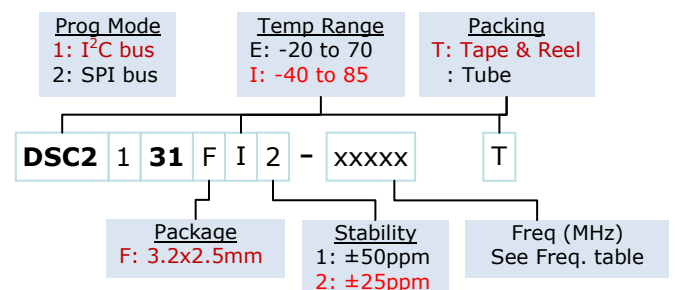 Prog Mode
1: I²C bus
2: SPI bus
Temp Range
E: -20 to 70
I: -40 to 85
Packing
T: Tape & Reel
: Tube
DSC2 1 31 F I 2 - xxxxx T
Package
F: 3.2x2.5mm
Stability
1: ±50ppm
2: ±25ppm
Freq (MHz)
See Freq. table